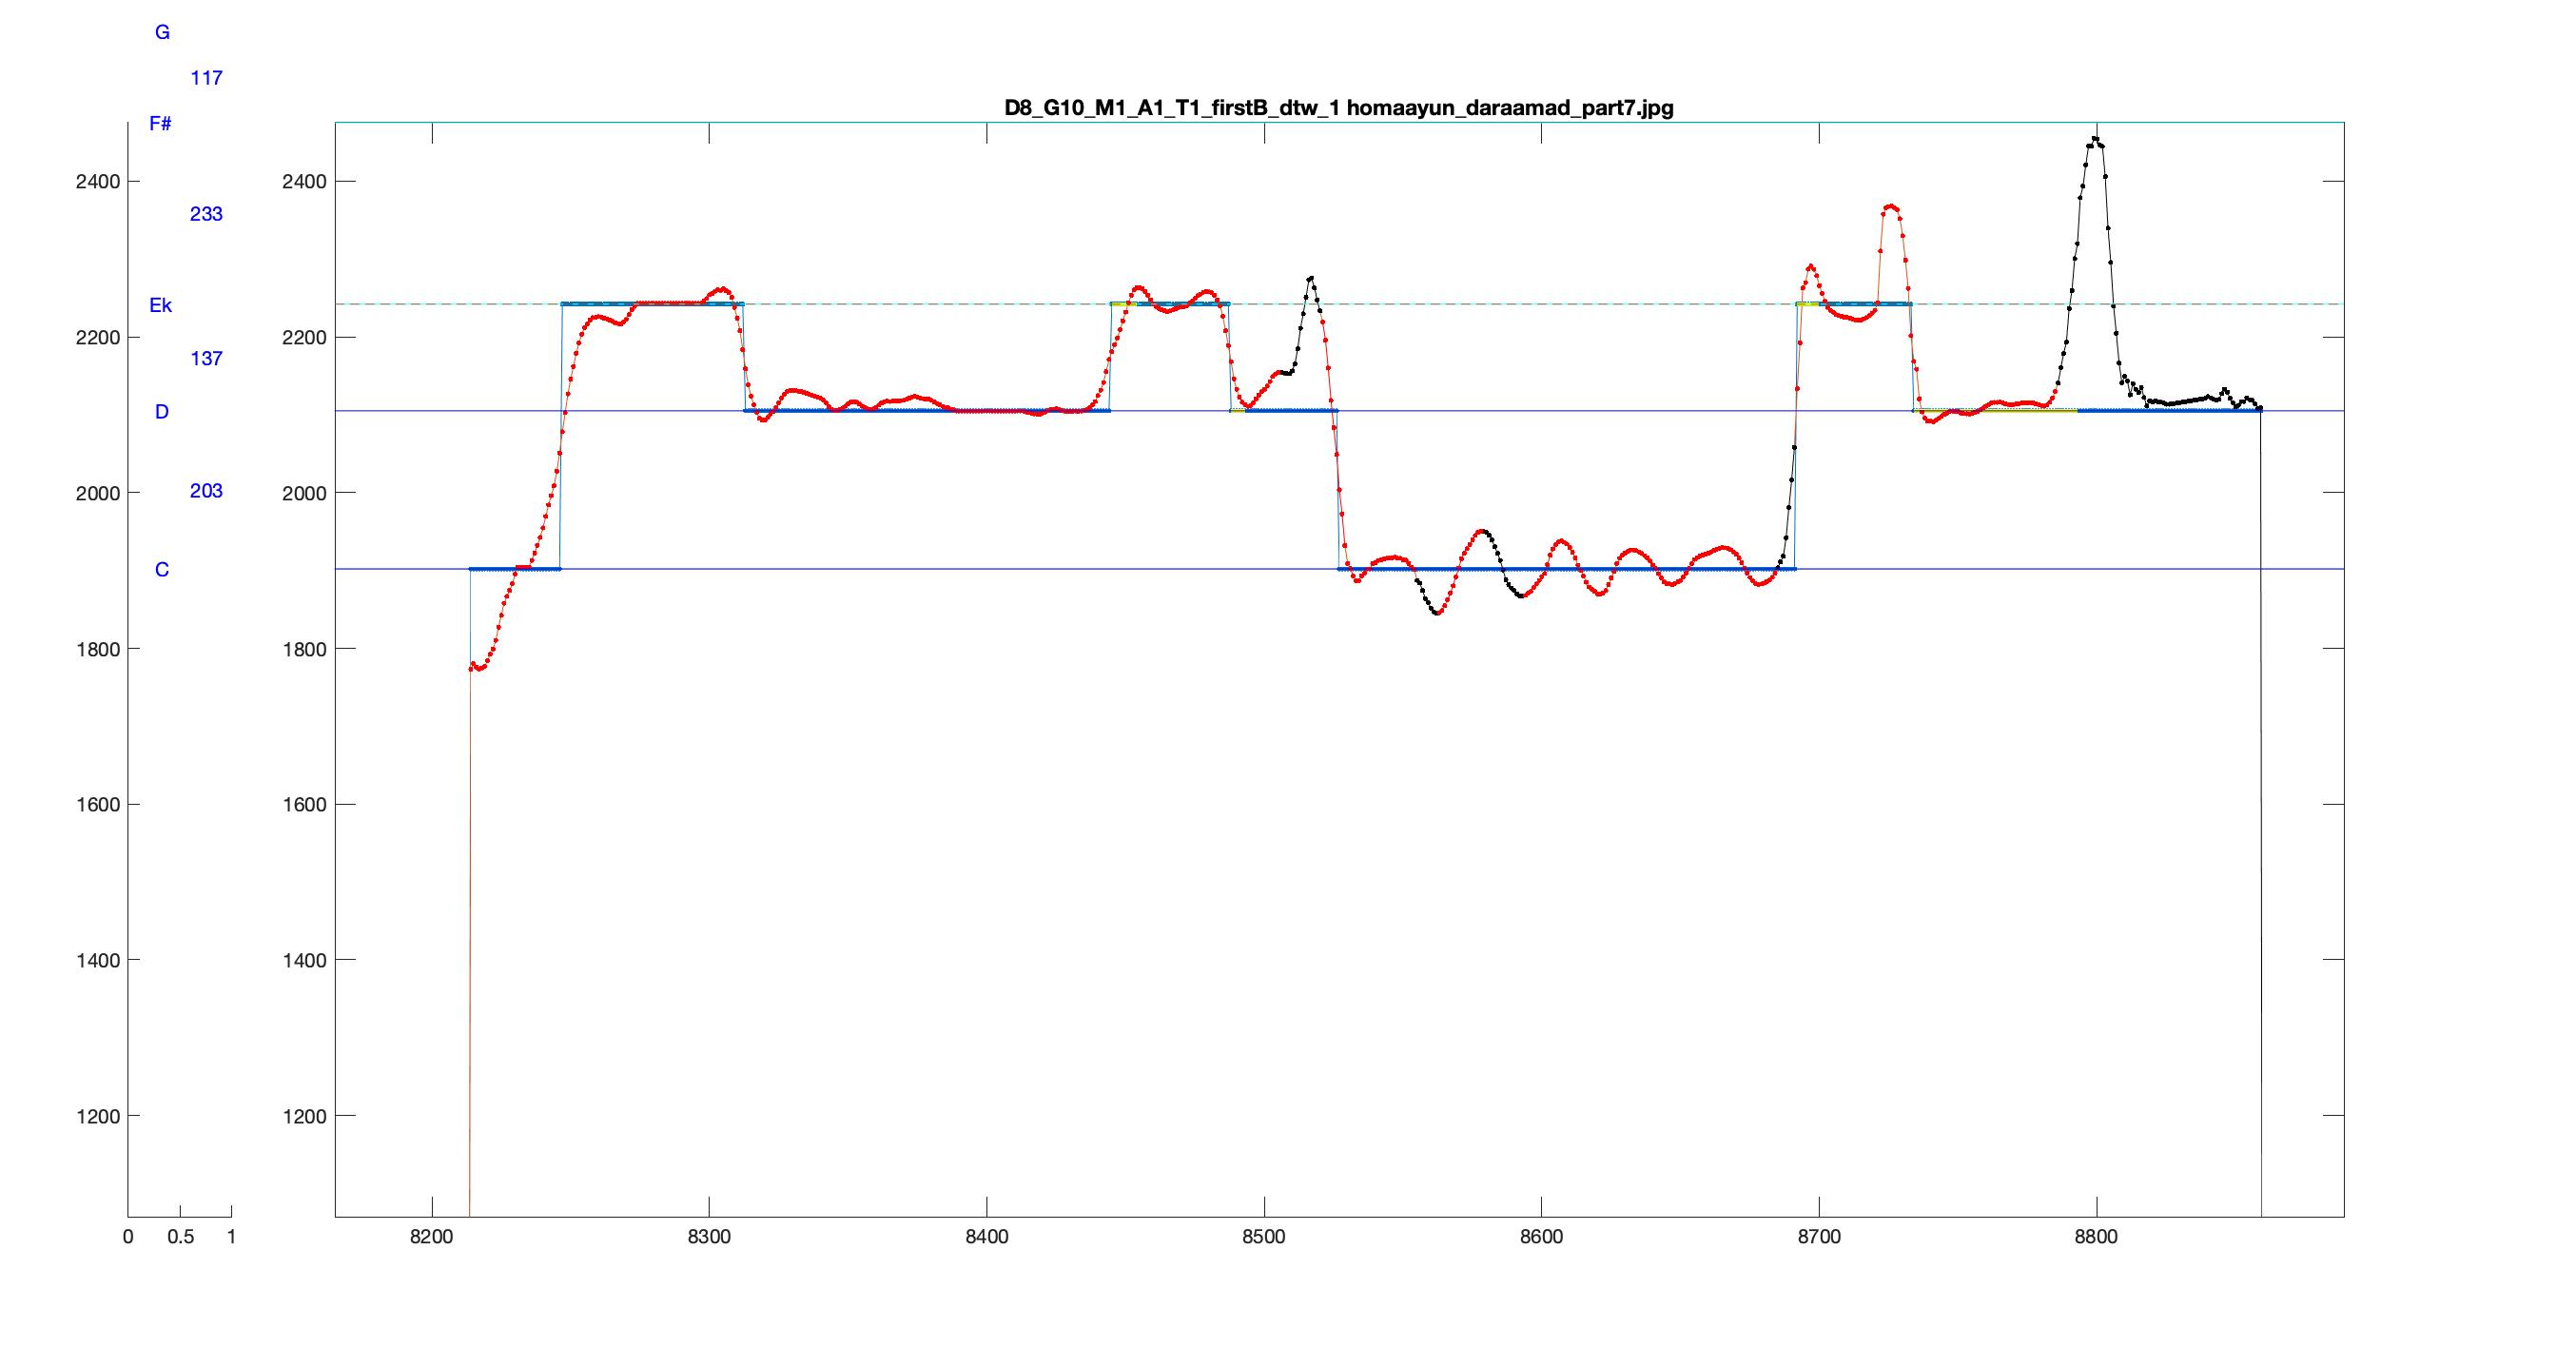 G
117
D8_G10_M1_A1_T1_firstB_dtw_1 homaayun_daraamad_part7.jpg
F#
2400 2400
233
Ek
2200 2200
137
D
2000 2000
203
C
1800 1800
1600 1600
1400 1400
1200 1200
0 0.5 1 8200 8300 8400 8500 8600 8700 8800